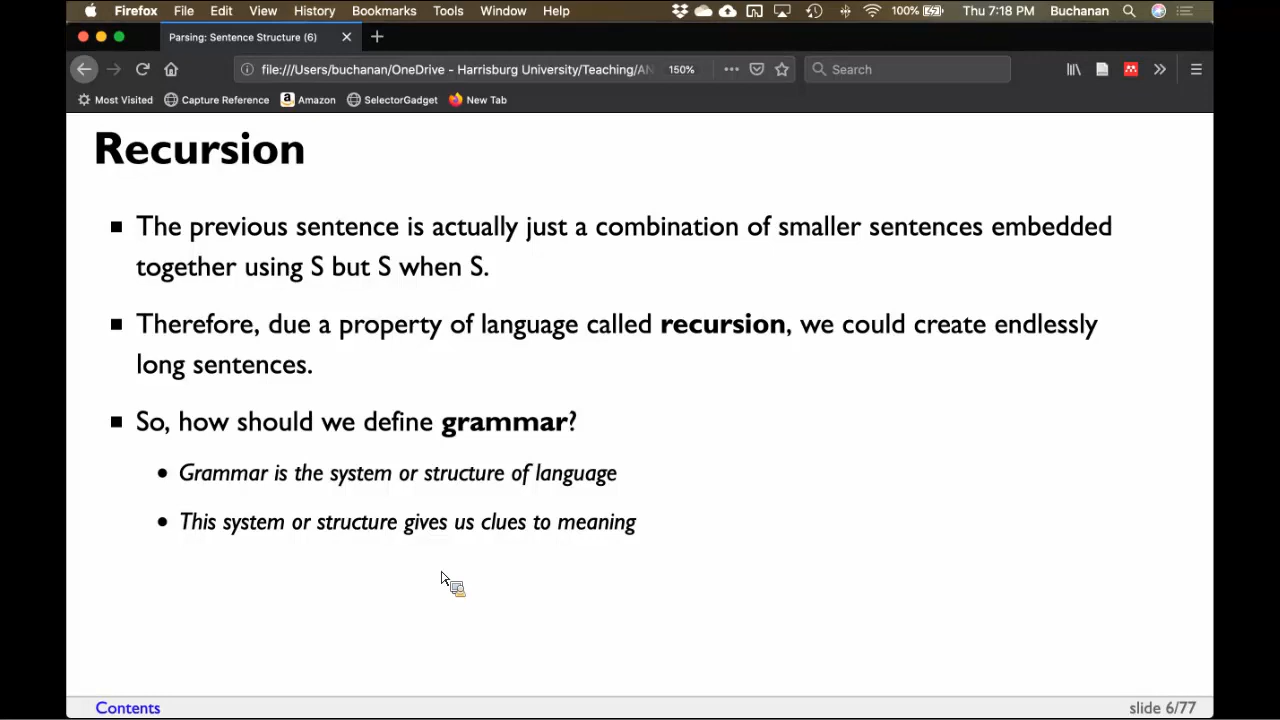 Firefox File Edit View History Bookmarks Tools Window Help 100% Thu 7:18 PM Buchanan
Parsing: Sentence Structure (6)
file:///Users/buchanan/OneDrive - Harrisburg University/Teaching/AN 150% Search
Most Visited Capture Reference Amazon SelectorGadget New Tab
Recursion
The previous sentence is actually just a combination of smaller sentences embedded
together using S but S when S.
Therefore, due a property of language called recursion, we could create endlessly
long sentences.
So, how should we define grammar?
Grammar is the system or structure of language
This system or structure gives us clues to meaning
Contents slide 6/77